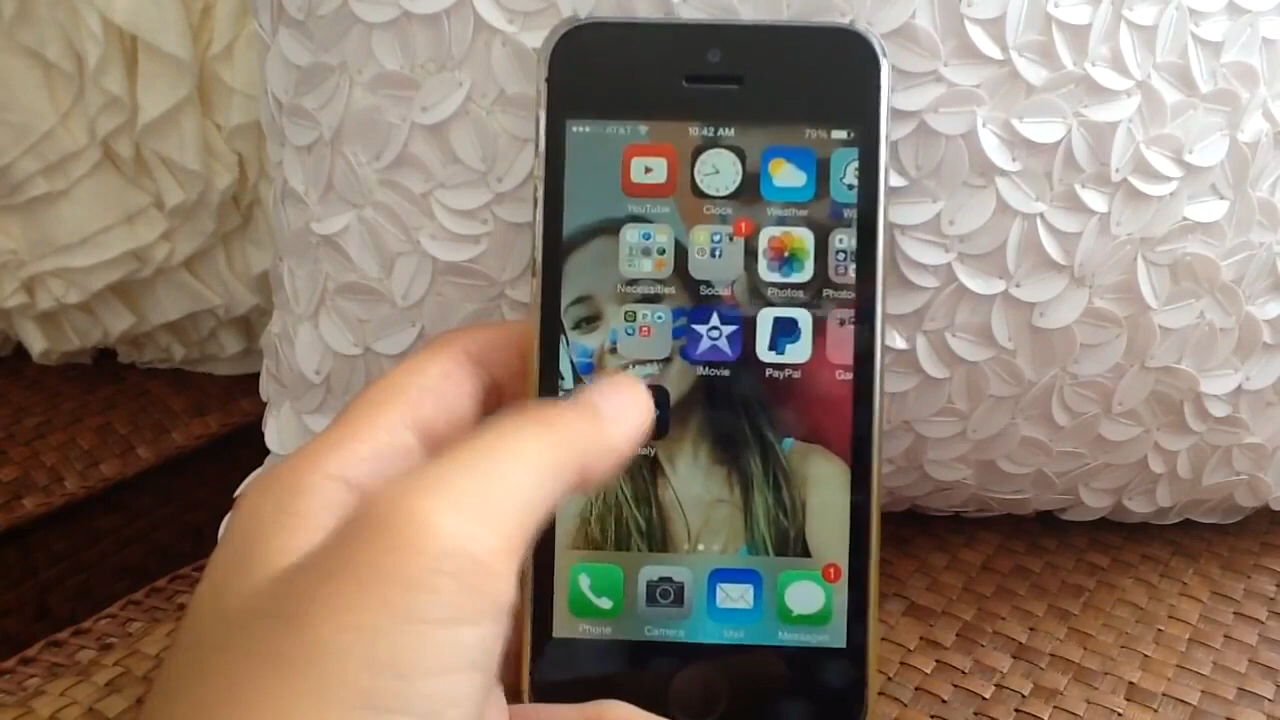 AT&T 10:42 AM 79%
YouTube Clock Weather
1
Necessities Social Photos
iMovie PayPal
1
Phone Camera Mail Messages